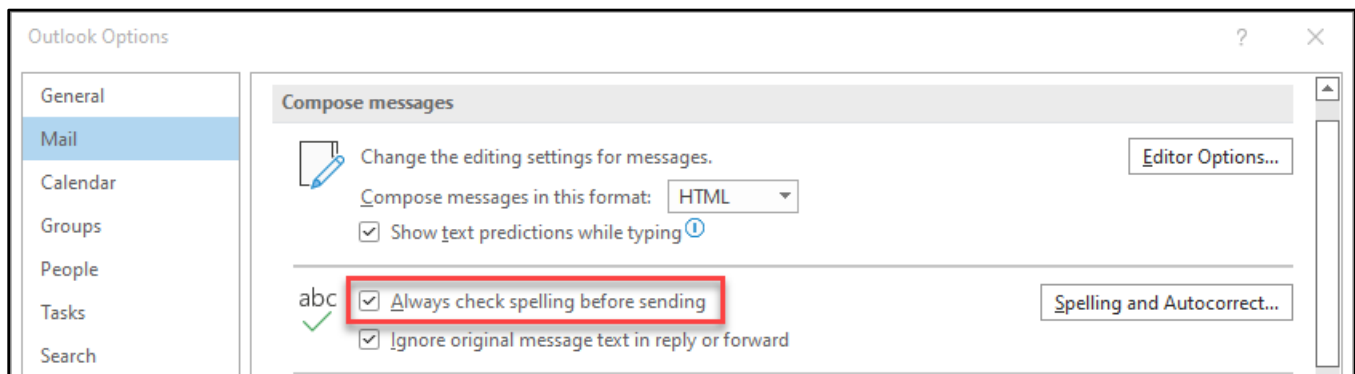 Outlook Options
?
General
Mail
Calendar
Groups
People
Tasks
Search
Compose messages
Change the editing settings for messages.
Editor Options...
Compose messages in this format: HTML
Show text predictions while typing
abc
Always check spelling before sending
Spelling and Autocorrect...
Ignore original message text in reply or forward